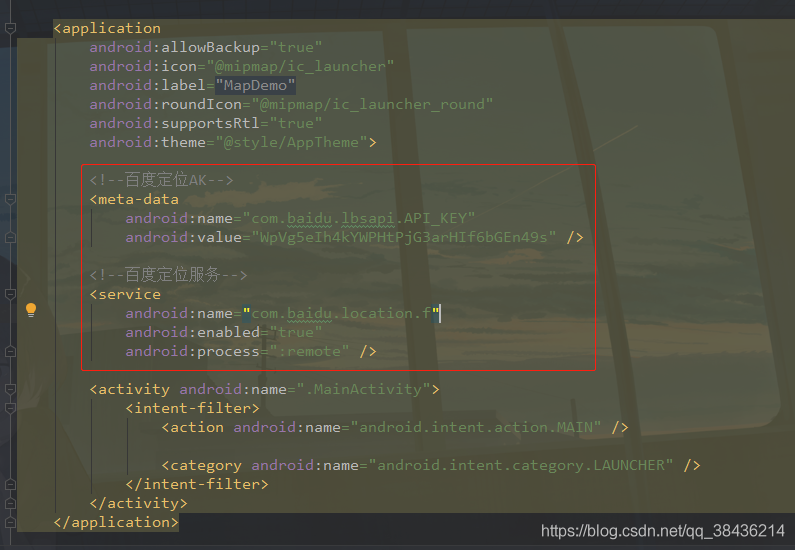 <application
android:allowBackup="true"
android:icon="@mipmap/ic_launcher"
android:label="MapDemo"
android:roundIcon="@mipmap/ic_launcher_round"
android:supportsRtl="true"
android:theme="@style/AppTheme">
<!--百度定位AK-->
<meta-data
android:name="com.baidu.lbsapi.API_KEY"
android:value="WpVg5eIh4kYWPHtPjG3arHIf6bGEn49s" />
<!--百度定位服务-->
<service
android:name="com.baidu.location.f"
android:enabled="true"
android:process=":remote" />
<activity android:name=".MainActivity">
<intent-filter>
<action android:name="android.intent.action.MAIN" />
<category android:name="android.intent.category.LAUNCHER" />
</intent-filter>
</activity>
</application>
https://blog.csdn.net/qq_38436214